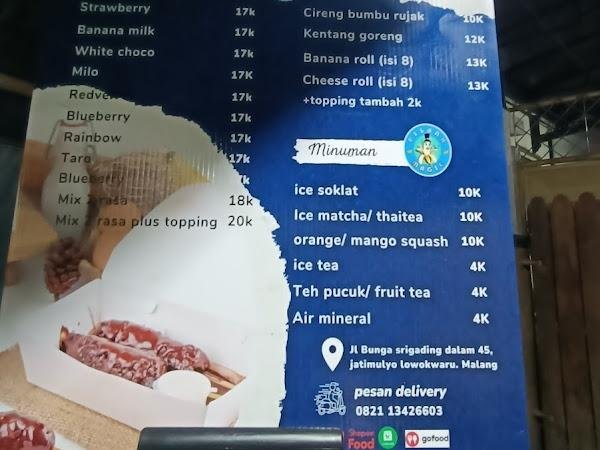 Strawberry 17k
Banana milk 17k
White choco 17k
Milo 17k
Redvel 17k
Blueberry 17k
Rainbow 17k
Taro 17k
Blueberry 7k
Mix 2 rasa 18k
Mix 2 rasa plus topping 20k
Cireng bumbu rujak 10K
Kentang goreng 12K
Banana roll (isi 8) 13K
Cheese roll (isi 8) 13K
+topping tambah 2k
Minuman
ice soklat 10K
Ice matcha/ thaitea 10K
orange/ mango squash 10K
ice tea 4K
Teh pucuk/ fruit tea 4K
Air mineral 4K
Jl Bunga srigading dalam 45,
jatimulyo lowokwaru. Malang
pesan delivery
0821 13426603
Shopee
Food
gofood